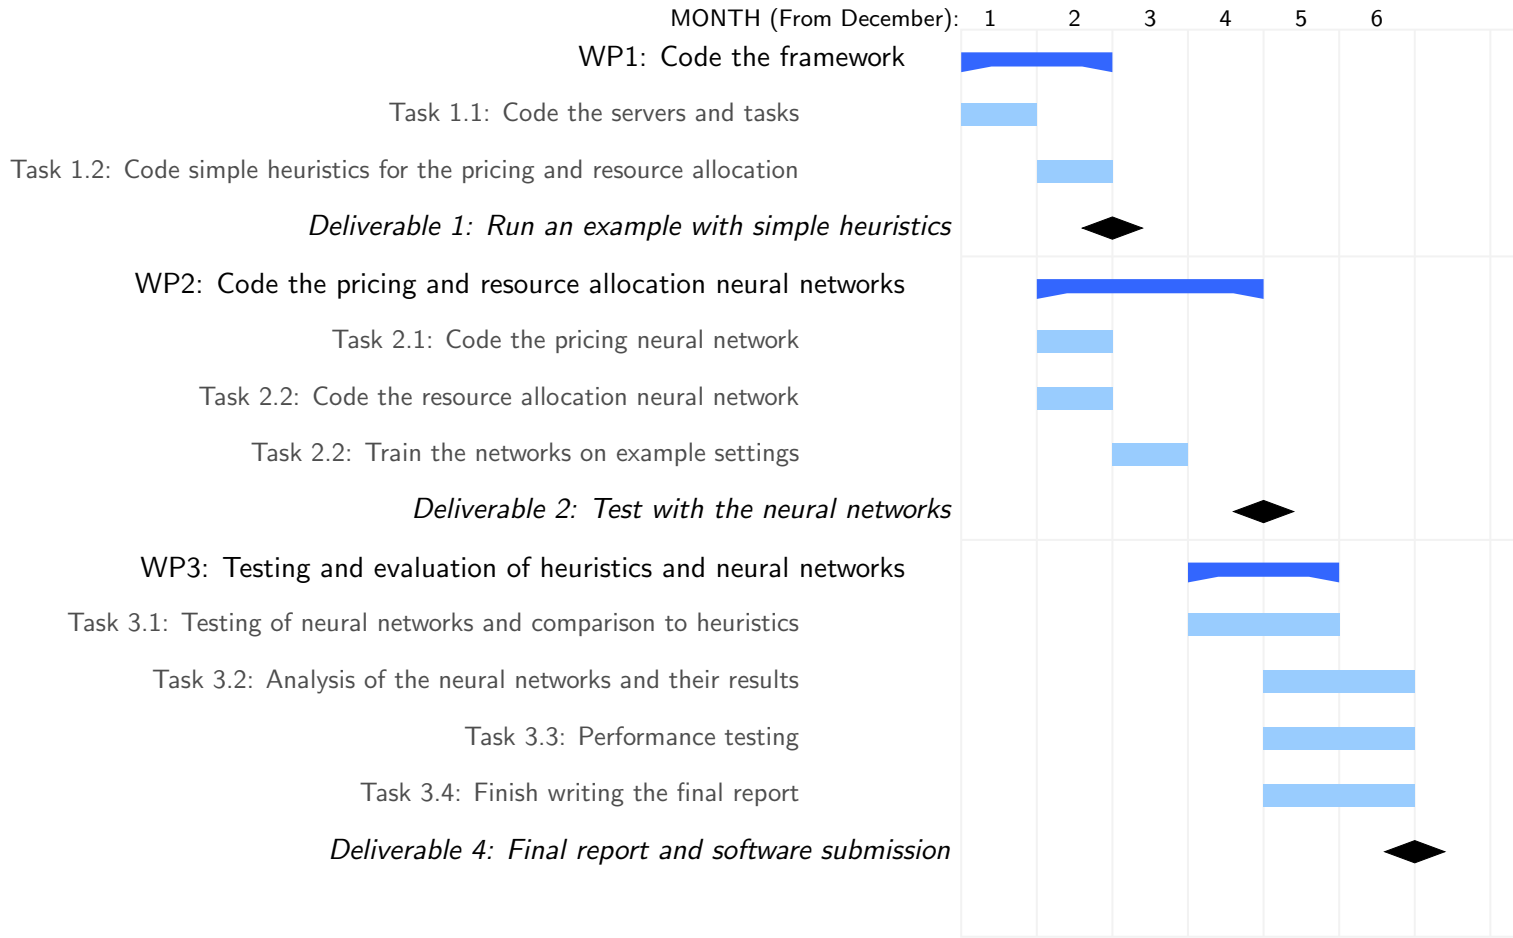 MONTH (From December): 1 2 3 4 5 6
WP1: Code the framework
Task 1.1: Code the servers and tasks
Task 1.2: Code simple heuristics for the pricing and resource allocation
Deliverable 1: Run an example with simple heuristics
WP2: Code the pricing and resource allocation neural networks
Task 2.1: Code the pricing neural network
Task 2.2: Code the resource allocation neural network
Task 2.2: Train the networks on example settings
Deliverable 2: Test with the neural networks
WP3: Testing and evaluation of heuristics and neural networks
Task 3.1: Testing of neural networks and comparison to heuristics
Task 3.2: Analysis of the neural networks and their results
Task 3.3: Performance testing
Task 3.4: Finish writing the final report
Deliverable 4: Final report and software submission